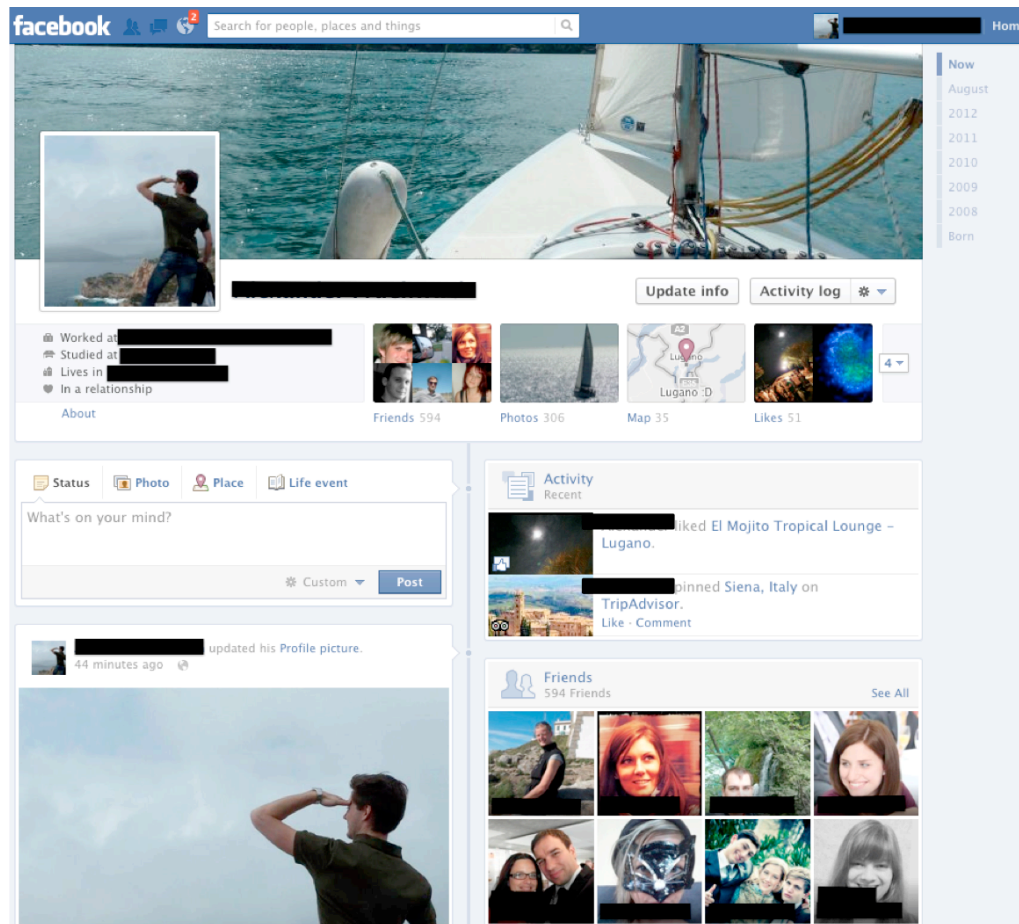 facebook
2
Search for people, places and things
Hom
Now
August
2012
2011
2010
2009
2008
Born
Update info
Activity log
Worked at
Studied at
Lives in
In a relationship
About
A2
Lugano
Lugano :D
4
Friends 594
Photos 306
Map 35
Likes 51
Status
Photo
Place
Life event
What's on your mind?
Custom
Post
updated his Profile picture.
44 minutes ago
Activity
Recent
liked El Mojito Tropical Lounge –
Lugano.
pinned Siena, Italy on
TripAdvisor.
Like · Comment
Friends
594 Friends
See All